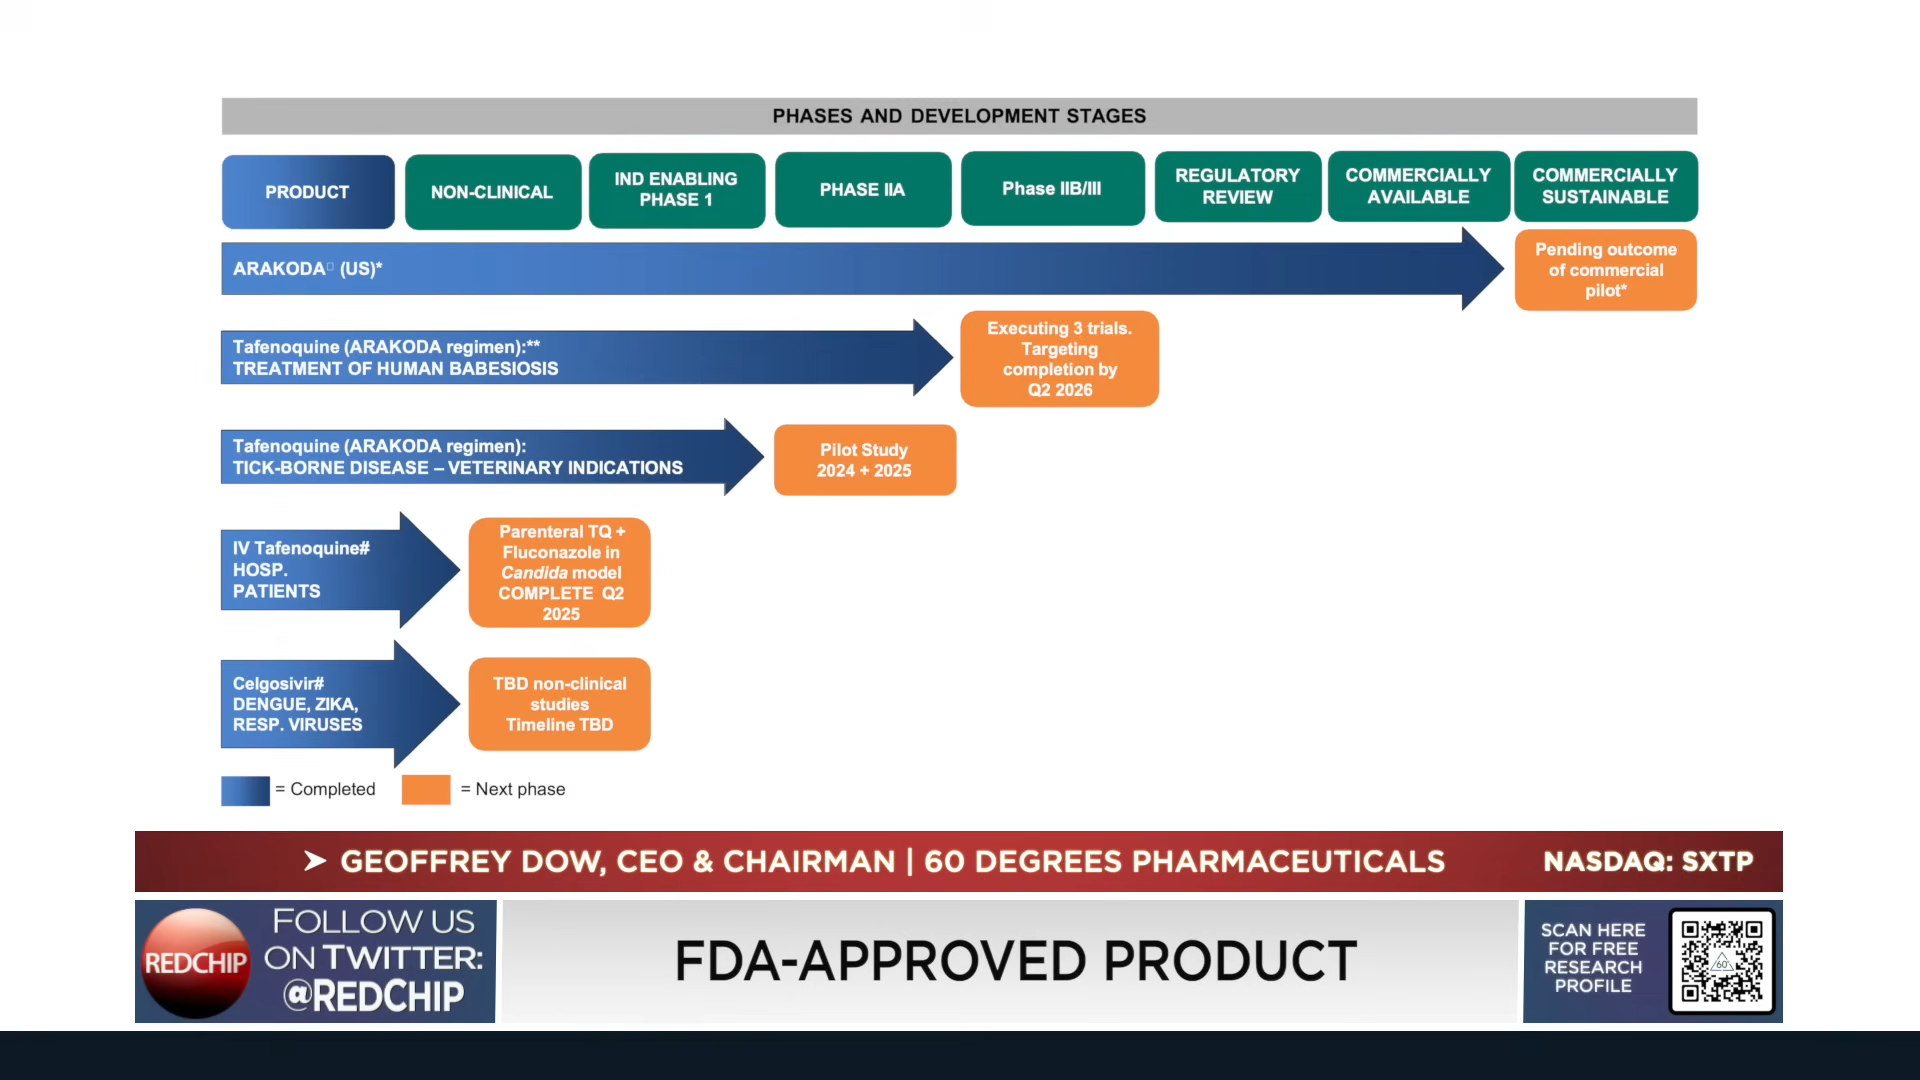 PHASES AND DEVELOPMENT STAGES
PRODUCT
NON-CLINICAL
IND ENABLING
PHASE 1
PHASE IIA
Phase IIB/III
REGULATORY
REVIEW
COMMERCIALLY
AVAILABLE
COMMERCIALLY
SUSTAINABLE
ARAKODA (US)*
Pending outcome
of commercial
pilot*
Tafenoquine (ARAKODA regimen):**
TREATMENT OF HUMAN BABESIOSIS
Executing 3 trials.
Targeting
completion by
Q2 2026
Tafenoquine (ARAKODA regimen):
TICK-BORNE DISEASE – VETERINARY INDICATIONS
Pilot Study
2024 + 2025
IV Tafenoquine#
HOSP.
PATIENTS
Parenteral TQ +
Fluconazole in
Candida model
COMPLETE Q2
2025
Celgosivir#
DENGUE, ZIKA,
RESP. VIRUSES
TBD non-clinical
studies
Timeline TBD
= Completed
= Next phase
➤ GEOFFREY DOW, CEO & CHAIRMAN | 60 DEGREES PHARMACEUTICALS
NASDAQ: SXTP
REDCHIP
FOLLOW US
ON TWITTER:
@REDCHIP
FDA-APPROVED PRODUCT
SCAN HERE
FOR FREE
RESEARCH
PROFILE
60°